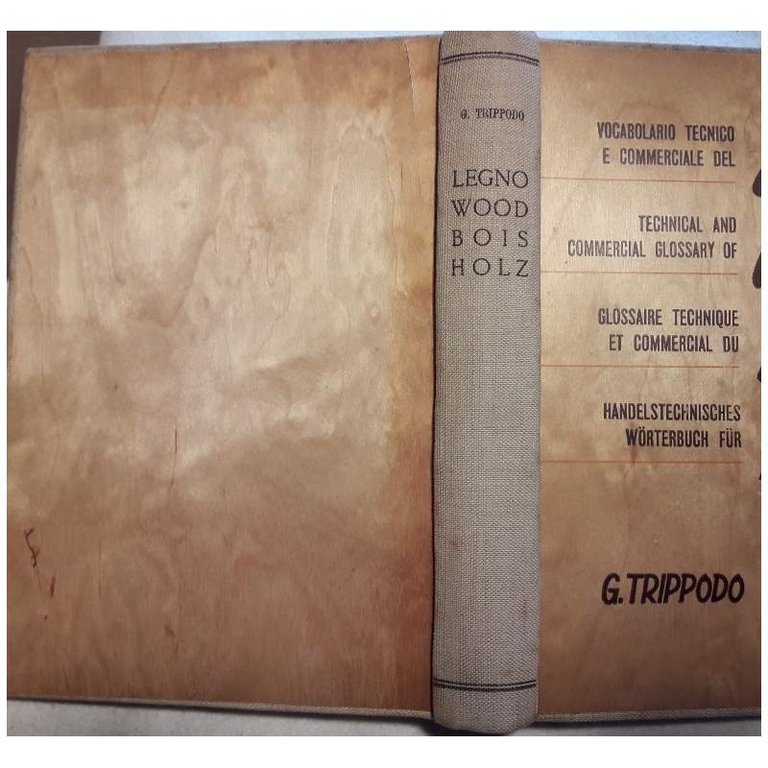 G. TRIPPODO
LEGNO
WOOD
BOIS
HOLZ
VOCABOLARIO TECNICO
E COMMERCIALE DEL
TECHNICAL AND
COMMERCIAL GLOSSARY OF
GLOSSAIRE TECHNIQUE
ET COMMERCIAL DU
HANDELSTECHNISCHES
WÖRTERBUCH FÜR
G. TRIPPODO